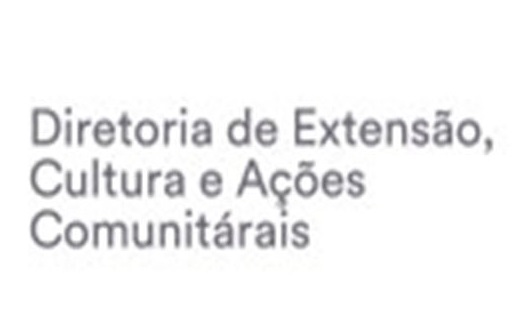 Diretoria de Extensão,
Cultura e Ações
Comunitárais